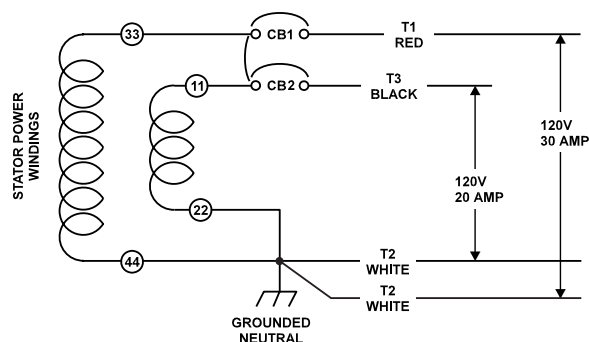 33
CB1
T1
RED
11
CB2
T3
BLACK
STATOR POWER
WINDINGS
120V
30 AMP
120V
20 AMP
22
44
T2
WHITE
T2
WHITE
GROUNDED
NEUTRAL